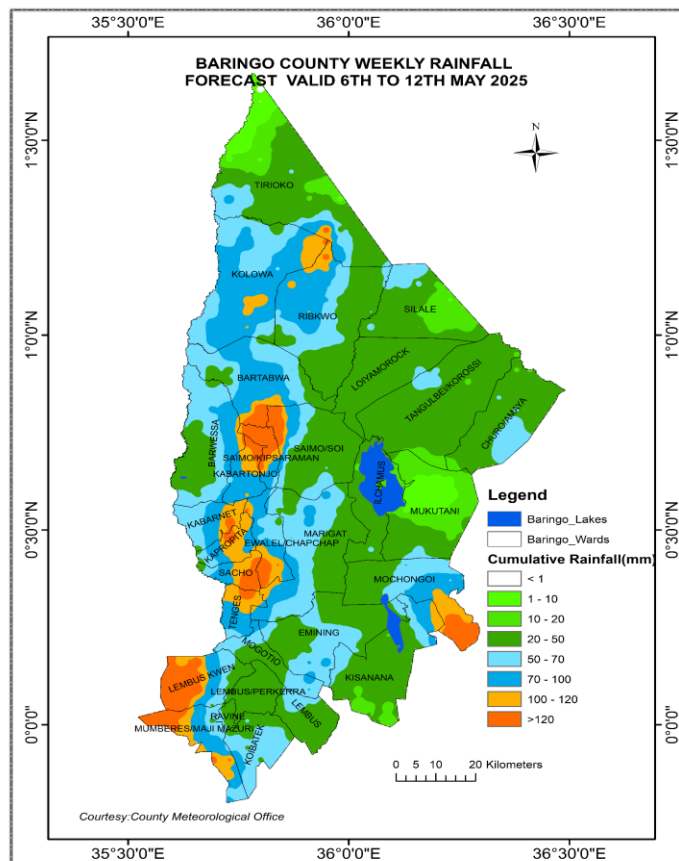 35°30'0"E 36°0'0"E 36°30'0"E
BARINGO COUNTY WEEKLY RAINFALL
FORECAST VALID 6TH TO 12TH MAY 2025
N
1°30'0"N 1°30'0"N
TIRIOKO
KOLOWA
RIBKWO
SILALE
1°0'0"N 1°0'0"N
LOIYAMOROCK
BARTABWA
TANGULBEI/KOROSSI
CHURO/AMAYA
BARWESSA
SAIMO/SOI
SAIMO/KIPSARAMAN
KABARTONJO
ILCHAMUS
MUKUTANI
KABARNET
KAPROPITA
EWALEL/CHAPCHAP
MARIGAT
SACHO
MOCHONGOI
TENGES
EMINING
MOGOTIO
LEMBUS KWEN
KISANANA
LEMBUS/PERKERRA
LEMBUS
RAVINE
MUMBERES/MAJI MAZURI
KOIBATEK
0°30'0"N 0°30'0"N
0°0'0" 0°0'0"
Legend
Baringo_Lakes
Baringo_Wards
Cumulative Rainfall(mm)
< 1
1 - 10
10 - 20
20 - 50
50 - 70
70 - 100
100 - 120
>120
0 5 10 20 Kilometers
Courtesy:County Meteorological Office
35°30'0"E 36°0'0"E 36°30'0"E